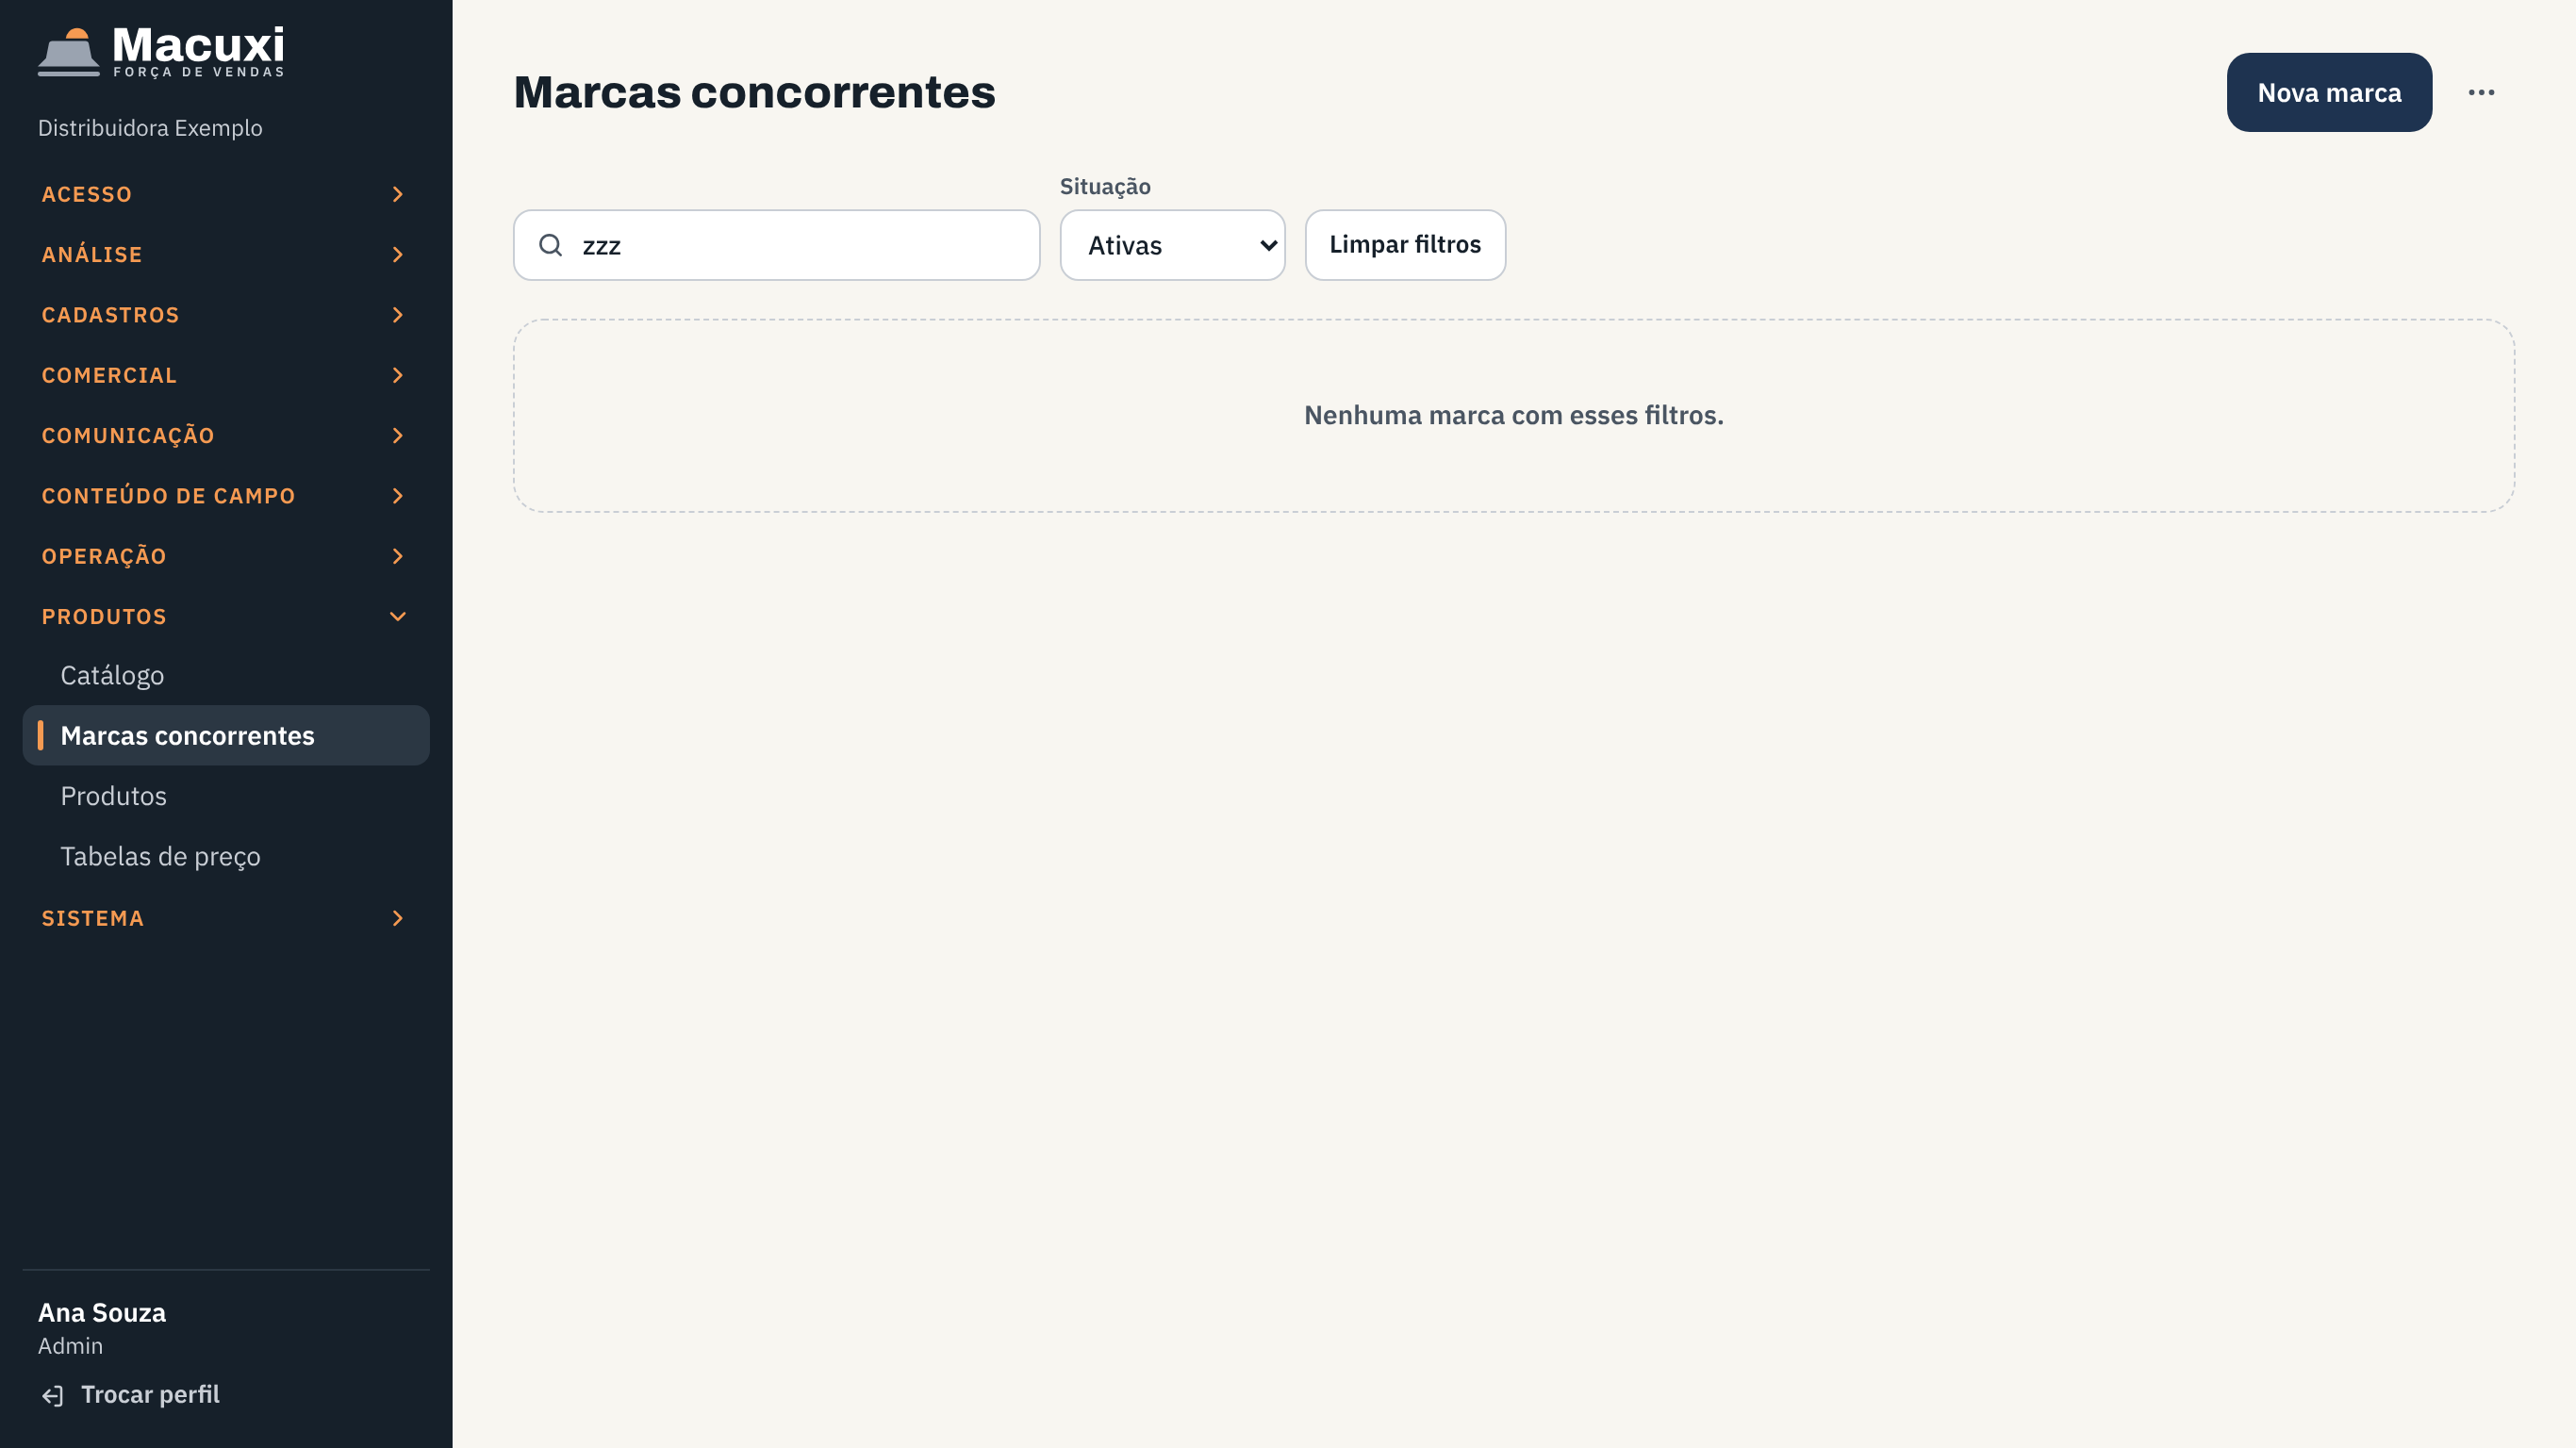 Macuxi
FORÇA DE VENDAS
Distribuidora Exemplo
ACESSO
ANÁLISE
CADASTROS
COMERCIAL
COMUNICAÇÃO
CONTEÚDO DE CAMPO
OPERAÇÃO
PRODUTOS
Catálogo
Marcas concorrentes
Produtos
Tabelas de preço
SISTEMA
Ana Souza
Admin
Trocar perfil
Marcas concorrentes
Nova marca
Situação
zzz
Ativas
Limpar filtros
Nenhuma marca com esses filtros.